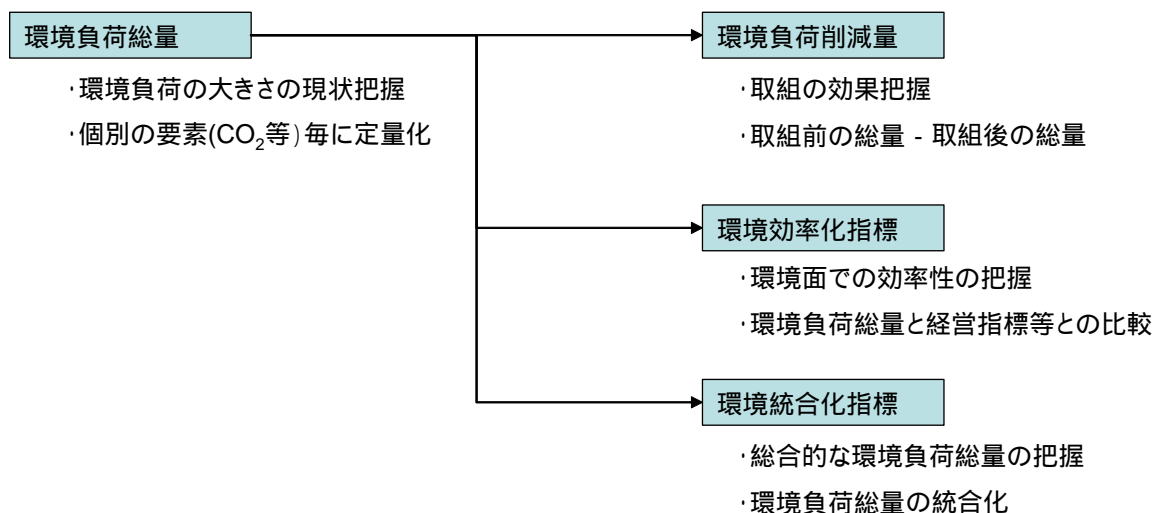 環境負荷総量
·環境負荷の大きさの現状把握
·個別の要素(CO₂等)毎に定量化
環境負荷削減量
·取組の効果把握
·取組前の総量 - 取組後の総量
環境効率化指標
·環境面での効率性の把握
·環境負荷総量と経営指標等との比較
環境統合化指標
·総合的な環境負荷総量の把握
·環境負荷総量の統合化